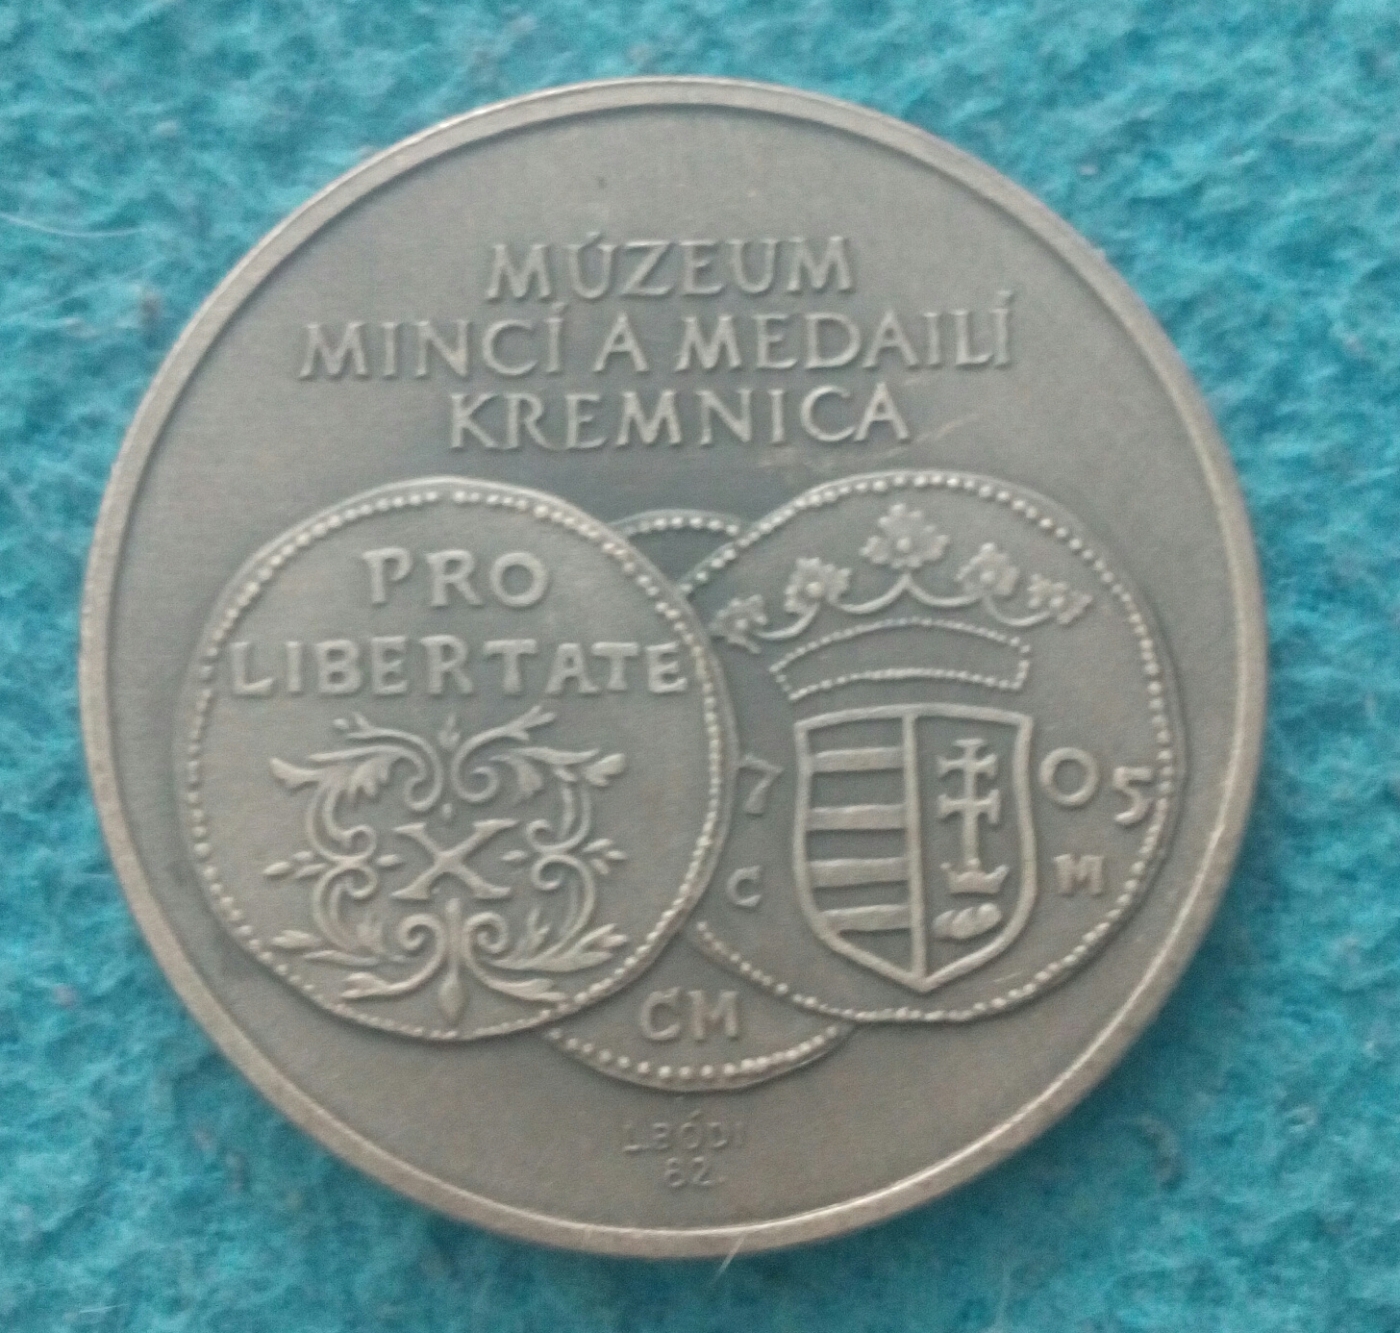 MÚZEUM
MINCÍ A MEDAILÍ
KREMNICA
PRO
LIBERTATE
X
7 05
C M
CM
L.BÓDI
82.